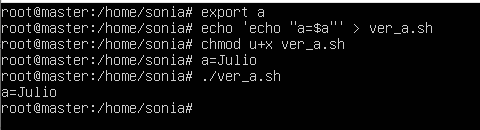 root@master:/home/sonia# export a
root@master:/home/sonia# echo 'echo "a=$a"' > ver_a.sh
root@master:/home/sonia# chmod u+x ver_a.sh
root@master:/home/sonia# a=Julio
root@master:/home/sonia# ./ver_a.sh
a=Julio
root@master:/home/sonia#